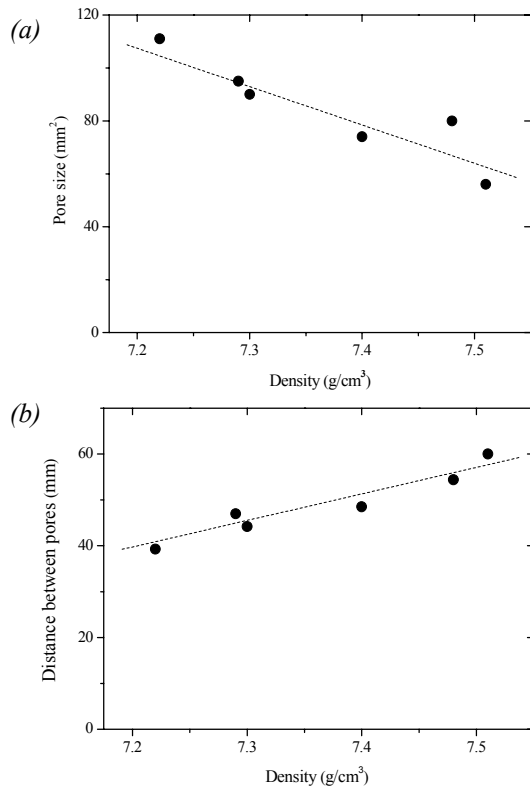 (a)
120
80
40
0
Pore size (mm²)
7.2 7.3 7.4 7.5
Density (g/cm³)
(b)
60
40
20
0
Distance between pores (mm)
7.2 7.3 7.4 7.5
Density (g/cm³)